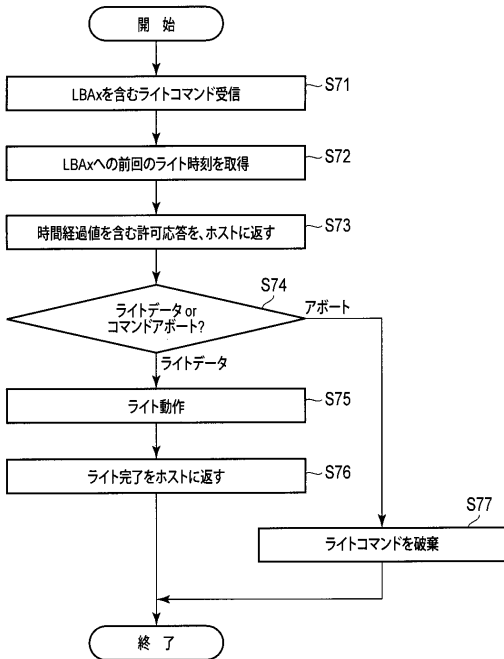 開　始
LBAxを含むライトコマンド受信
S71
LBAxへの前回のライト時刻を取得
S72
時間経過値を含む許可応答を、ホストに返す
S73
S74
ライトデータ or
コマンドアボート?
アボート
ライトデータ
ライト動作
S75
ライト完了をホストに返す
S76
S77
ライトコマンドを破棄
終　了